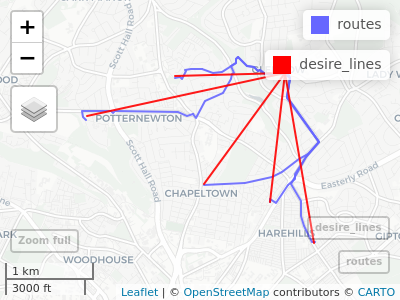 +
−
routes
desire_lines
Scott Hall Road
POTTERNEWTON
Scott Hall Road
Easterly Road
CHAPELTOWN
HAREHILL
desire_lines
Zoom full
WOODHOUSE
routes
1 km
3000 ft
Leaflet | © OpenStreetMap contributors © CARTO